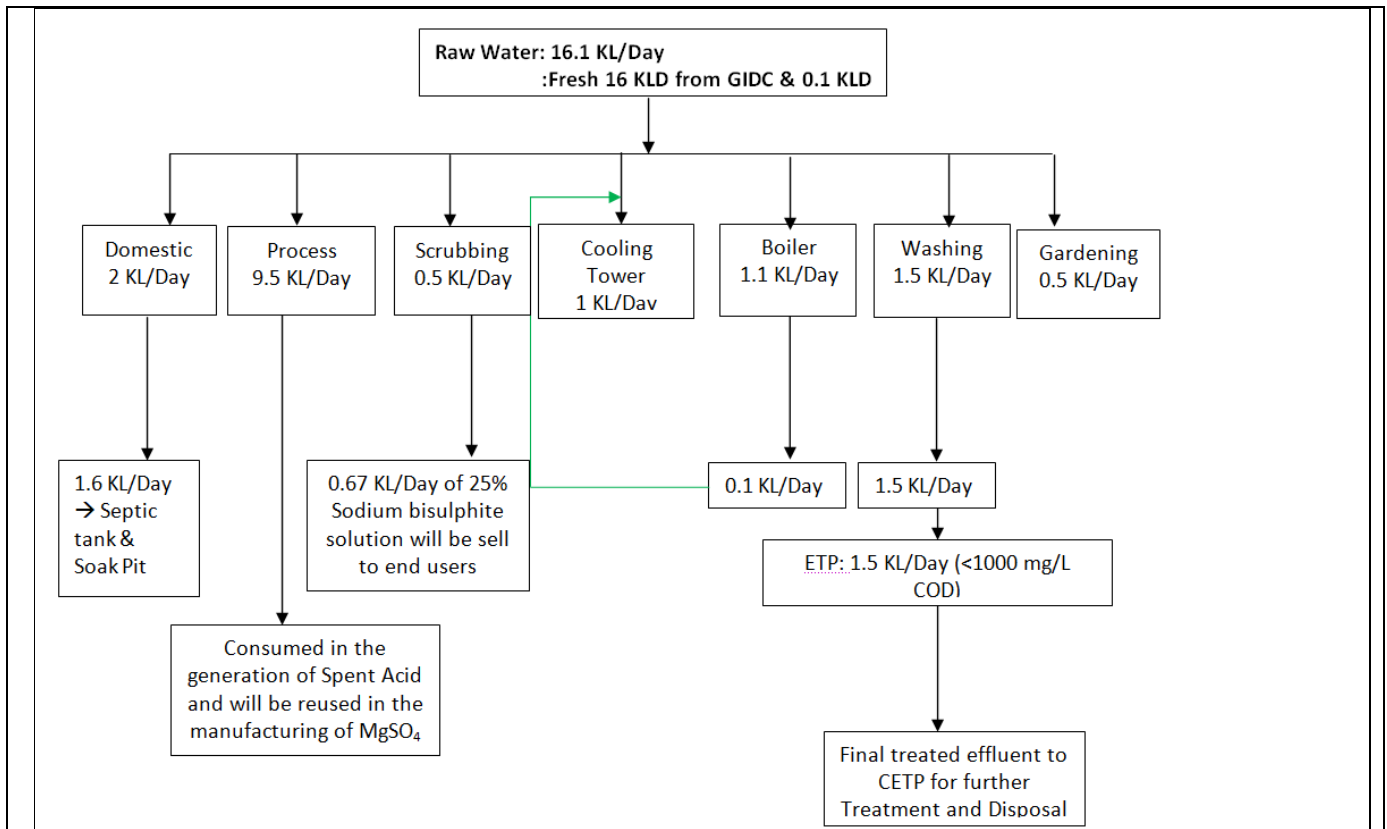 Raw Water: 16.1 KL/Day
:Fresh 16 KLD from GIDC & 0.1 KLD
Domestic
2 KL/Day
Process
9.5 KL/Day
Scrubbing
0.5 KL/Day
Cooling
Tower
1 KL/Day
Boiler
1.1 KL/Day
Washing
1.5 KL/Day
Gardening
0.5 KL/Day
1.6 KL/Day
→ Septic
tank &
Soak Pit
0.67 KL/Day of 25%
Sodium bisulphite
solution will be sell
to end users
0.1 KL/Day
1.5 KL/Day
ETP: 1.5 KL/Day (<1000 mg/L
COD)
Consumed in the
generation of Spent Acid
and will be reused in the
manufacturing of MgSO₄
Final treated effluent to
CETP for further
Treatment and Disposal